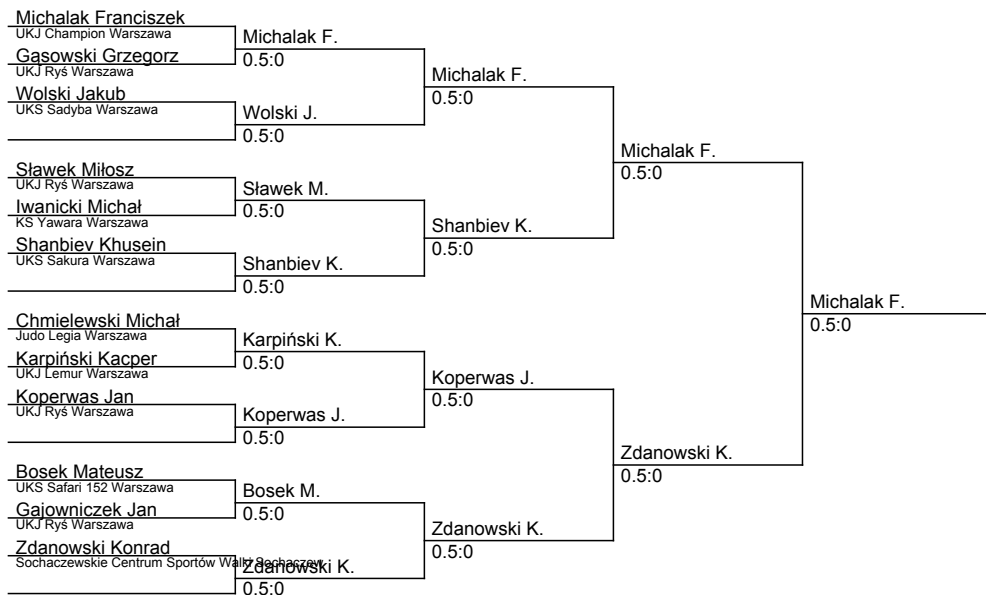 Michalak Franciszek
UKJ Champion Warszawa
Gąsowski Grzegorz
UKJ Ryś Warszawa
Wolski Jakub
UKS Sadyba Warszawa
Sławek Miłosz
UKJ Ryś Warszawa
Iwanicki Michał
KS Yawara Warszawa
Shanbiev Khusein
UKS Sakura Warszawa
Chmielewski Michał
Judo Legia Warszawa
Karpiński Kacper
UKJ Lemur Warszawa
Koperwas Jan
UKJ Ryś Warszawa
Bosek Mateusz
UKS Safari 152 Warszawa
Gajowniczek Jan
UKJ Ryś Warszawa
Zdanowski Konrad
Sochaczewskie Centrum Sportów Walki Sochaczew
Michalak F.
0.5:0
Wolski J.
0.5:0
Sławek M.
0.5:0
Shanbiev K.
0.5:0
Karpiński K.
0.5:0
Koperwas J.
0.5:0
Bosek M.
0.5:0
Zdanowski K.
0.5:0
Michalak F.
0.5:0
Shanbiev K.
0.5:0
Koperwas J.
0.5:0
Zdanowski K.
0.5:0
Michalak F.
0.5:0
Zdanowski K.
0.5:0
Michalak F.
0.5:0